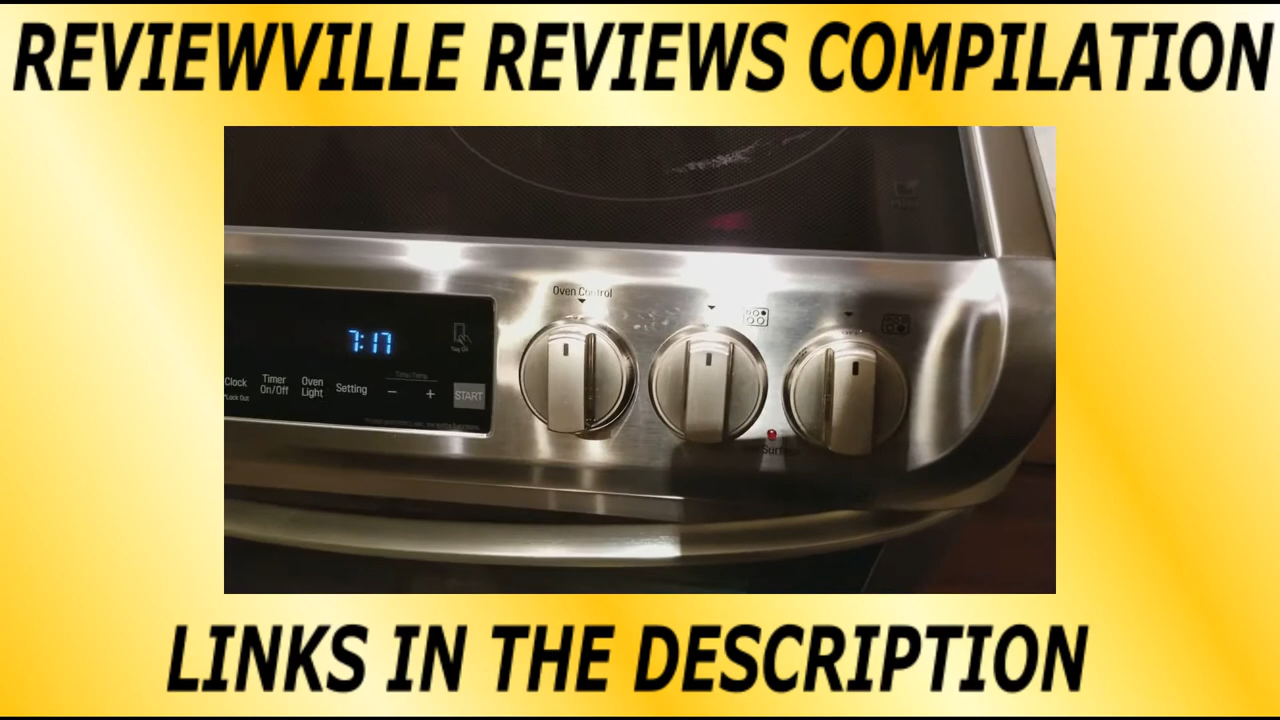 REVIEWVILLE REVIEWS COMPILATION
Oven Control
7:17
Clock
Timer On/Off
Oven Light
Setting
−
+
START
*Lock Out
LINKS IN THE DESCRIPTION